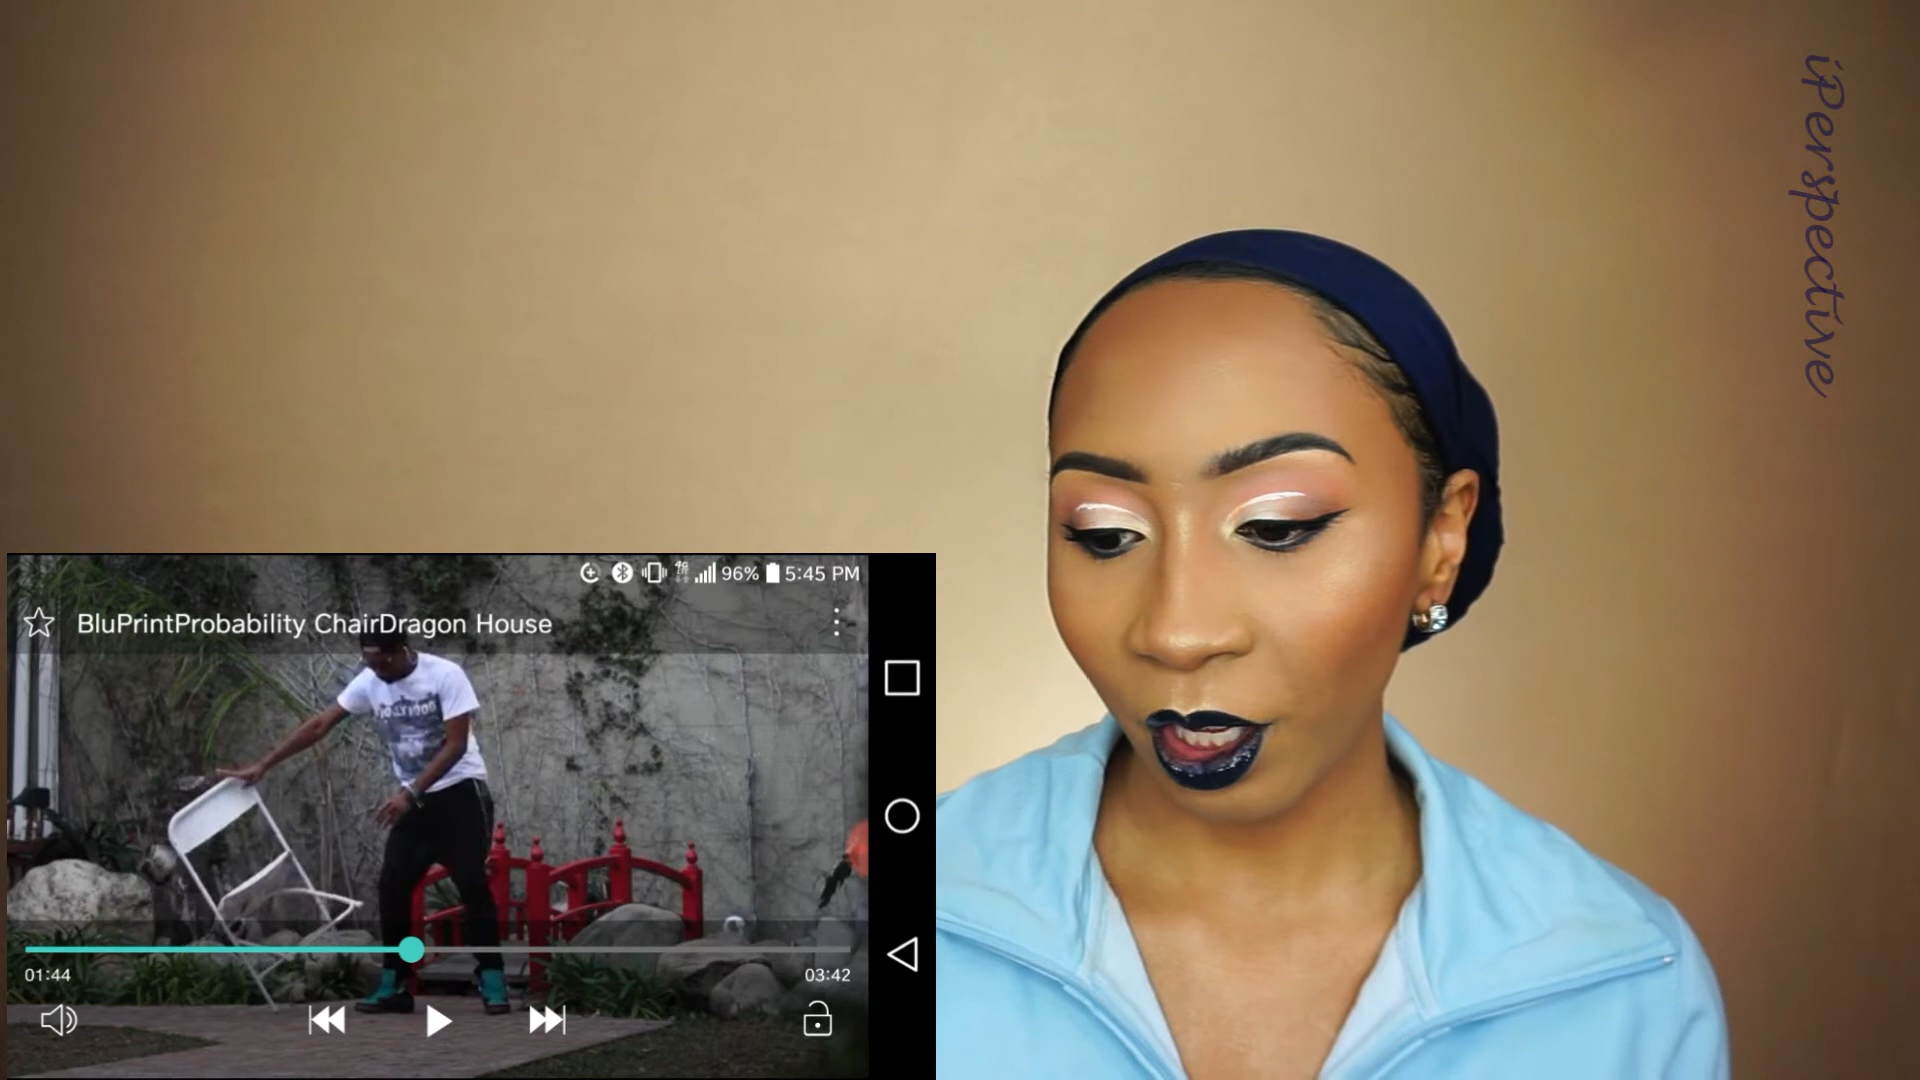 iPerspective
96% 5:45 PM
BluPrintProbability ChairDragon House
01:44
03:42